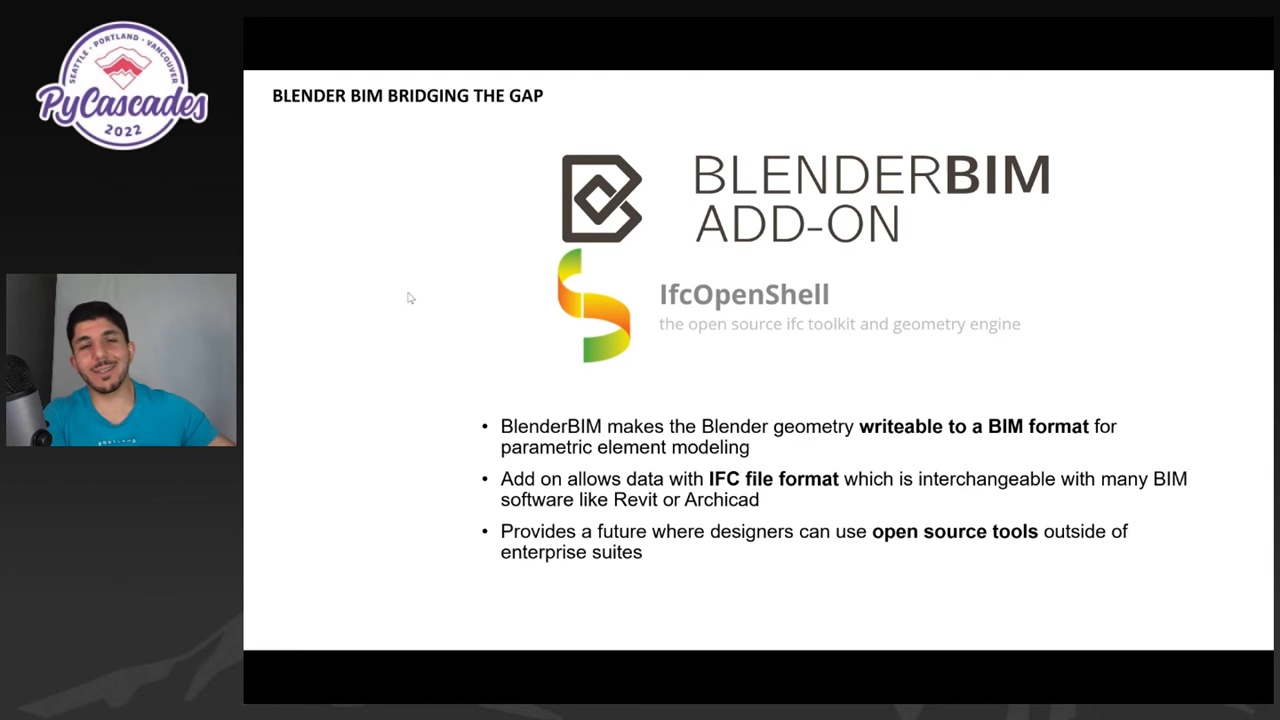 SEATTLE · PORTLAND · VANCOUVER
PyCascades
2022
BLENDER BIM BRIDGING THE GAP
BLENDERBIM
ADD-ON
IfcOpenShell
the open source ifc toolkit and geometry engine
• BlenderBIM makes the Blender geometry writeable to a BIM format for
parametric element modeling
• Add on allows data with IFC file format which is interchangeable with many BIM
software like Revit or Archicad
• Provides a future where designers can use open source tools outside of
enterprise suites
PORTLAND